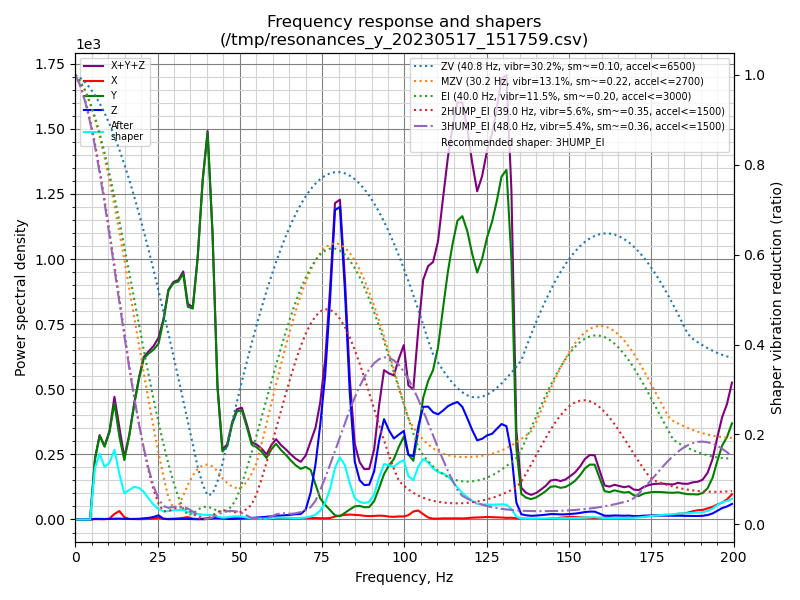 Frequency response and shapers
(/tmp/resonances_y_20230517_151759.csv)
1e3
X+Y+Z
X
Y
Z
After
shaper
ZV (40.8 Hz, vibr=30.2%, sm~=0.10, accel<=6500)
MZV (30.2 Hz, vibr=13.1%, sm~=0.22, accel<=2700)
EI (40.0 Hz, vibr=11.5%, sm~=0.20, accel<=3000)
2HUMP_EI (39.0 Hz, vibr=5.6%, sm~=0.35, accel<=1500)
3HUMP_EI (48.0 Hz, vibr=5.4%, sm~=0.36, accel<=1500)
Recommended shaper: 3HUMP_EI
Power spectral density
1.75
1.50
1.25
1.00
0.75
0.50
0.25
0.00
1.0
0.8
0.6
0.4
0.2
0.0
Shaper vibration reduction (ratio)
0 25 50 75 100 125 150 175 200
Frequency, Hz